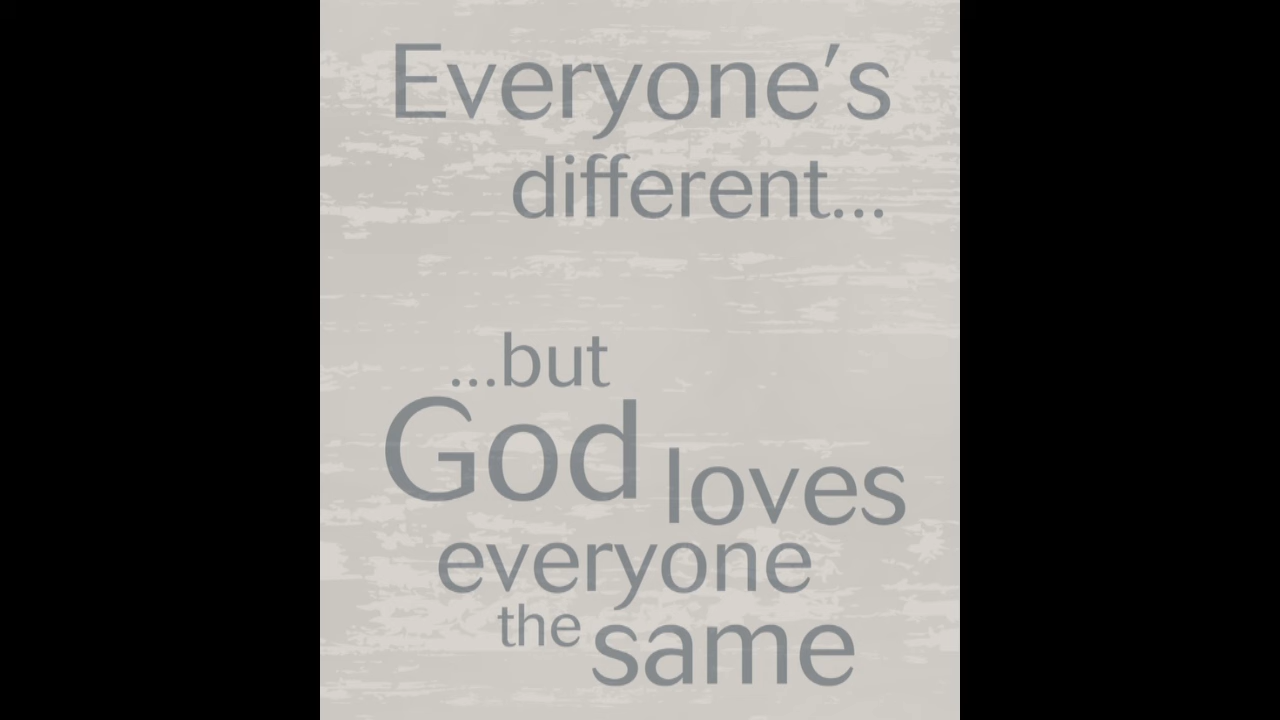 Everyone’s
different...
...but
God loves
everyone
the same